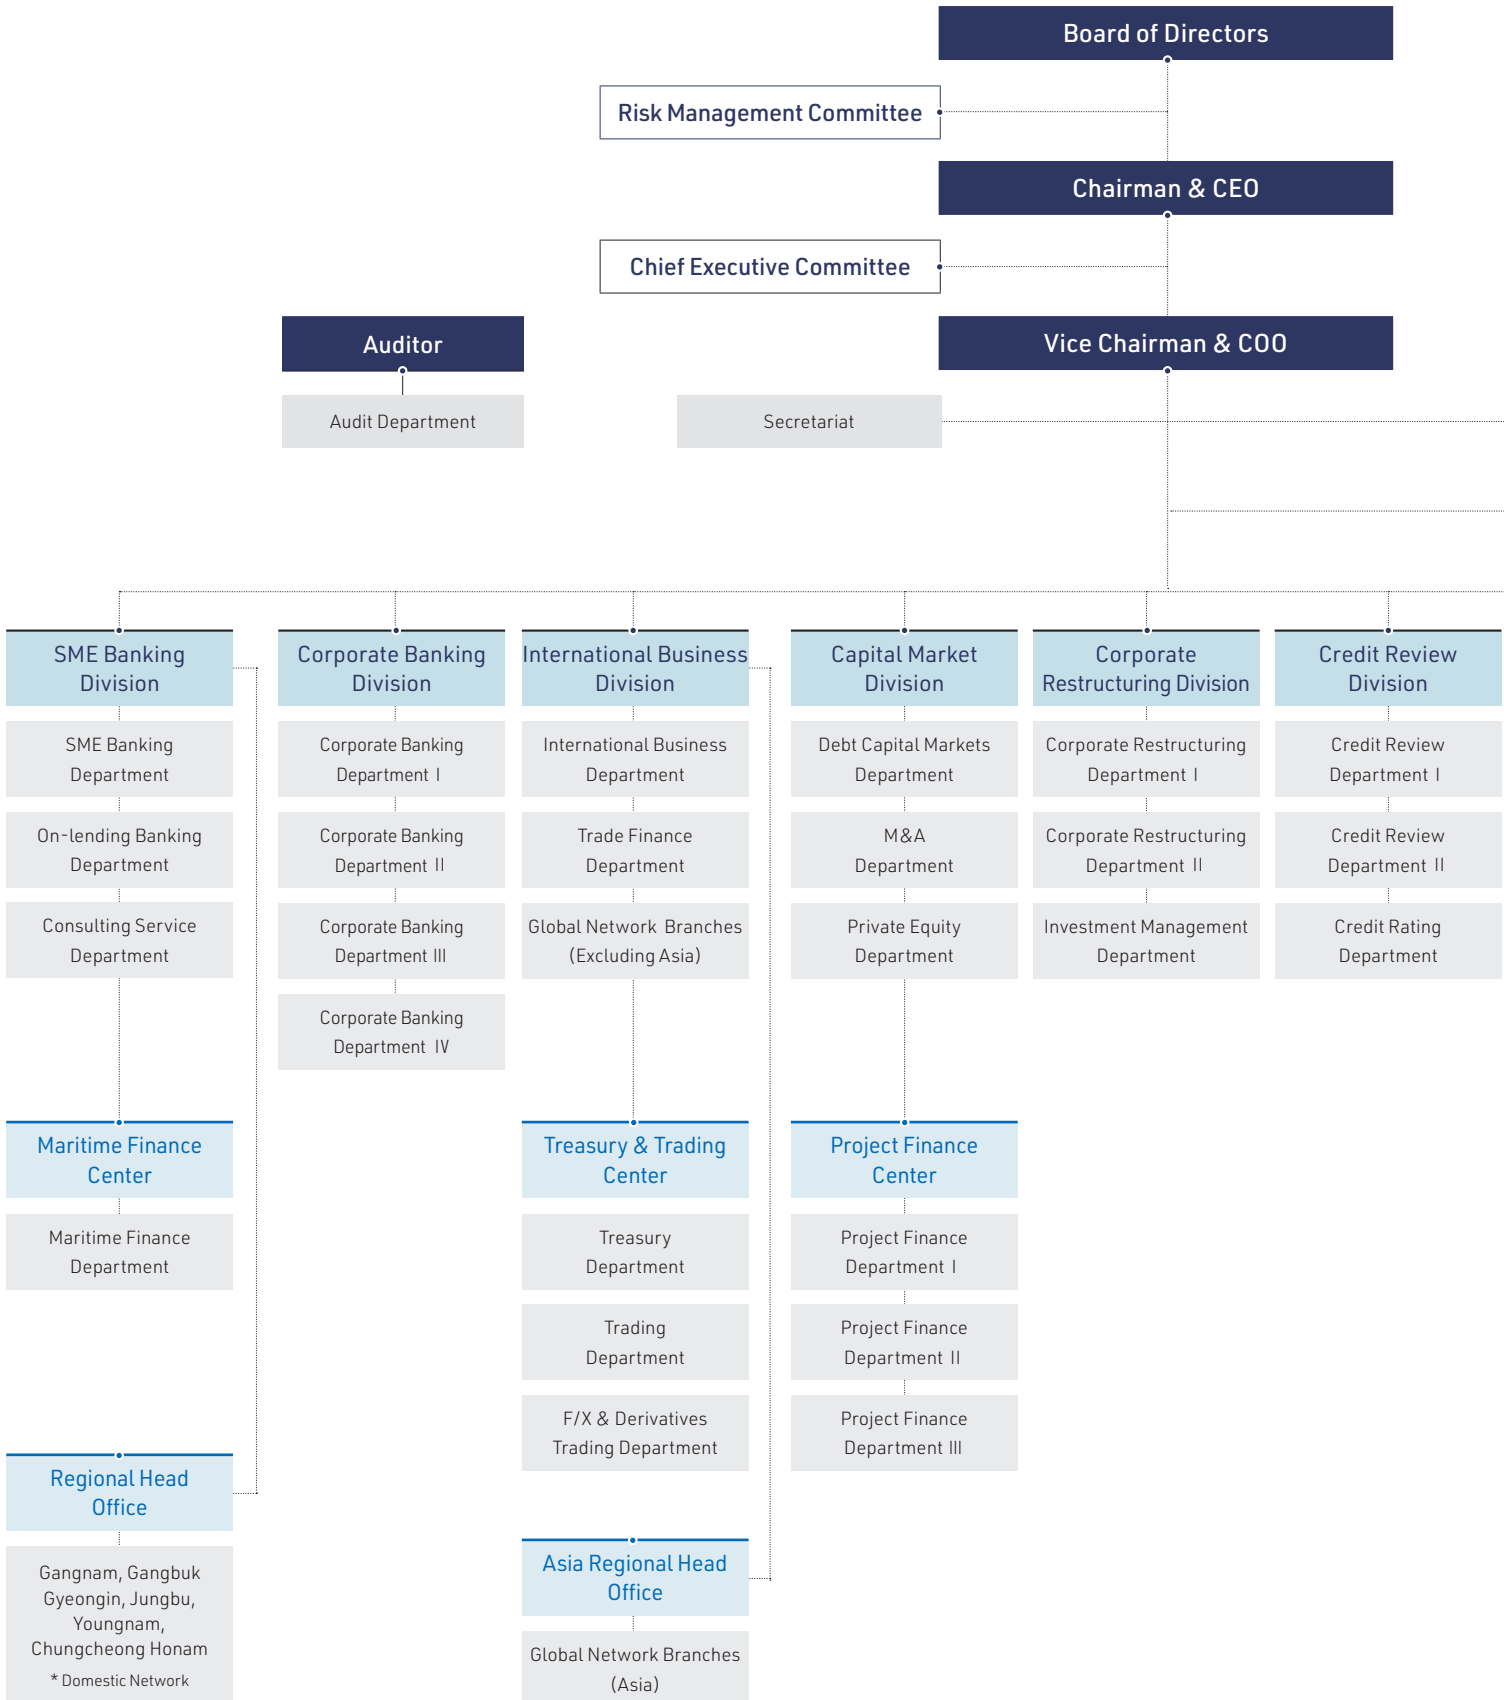 Board of Directors
Risk Management Committee
Chairman & CEO
Chief Executive Committee
Auditor
Vice Chairman & COO
Audit Department
Secretariat
SME Banking
Division
SME Banking
Department
On-lending Banking
Department
Consulting Service
Department
Maritime Finance
Center
Maritime Finance
Department
Regional Head
Office
Gangnam, Gangbuk
Gyeongin, Jungbu,
Youngnam,
Chungcheong Honam
* Domestic Network
Corporate Banking
Division
Corporate Banking
Department I
Corporate Banking
Department II
Corporate Banking
Department III
Corporate Banking
Department IV
International Business
Division
International Business
Department
Trade Finance
Department
Global Network Branches
(Excluding Asia)
Treasury & Trading
Center
Treasury
Department
Trading
Department
F/X & Derivatives
Trading Department
Asia Regional Head
Office
Global Network Branches
(Asia)
Capital Market
Division
Debt Capital Markets
Department
M&A
Department
Private Equity
Department
Project Finance
Center
Project Finance
Department I
Project Finance
Department II
Project Finance
Department III
Corporate
Restructuring Division
Corporate Restructuring
Department I
Corporate Restructuring
Department II
Investment Management
Department
Credit Review
Division
Credit Review
Department I
Credit Review
Department II
Credit Rating
Department